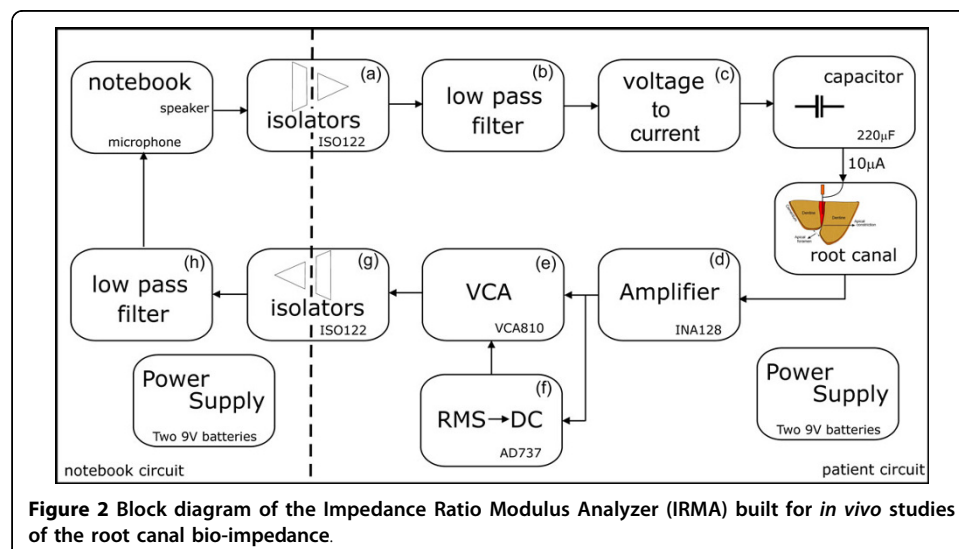 notebook
speaker
microphone
(a)
isolators
ISO122
(b)
low pass
filter
(c)
voltage
to
current
capacitor
220μF
10μA
root canal
(h)
low pass
filter
(g)
isolators
ISO122
(e)
VCA
VCA810
(d)
Amplifier
INA128
(f)
RMS→DC
AD737
Power
Supply
Two 9V batteries
Power
Supply
Two 9V batteries
notebook circuit
patient circuit
Figure 2 Block diagram of the Impedance Ratio Modulus Analyzer (IRMA) built for in vivo studies
of the root canal bio-impedance.